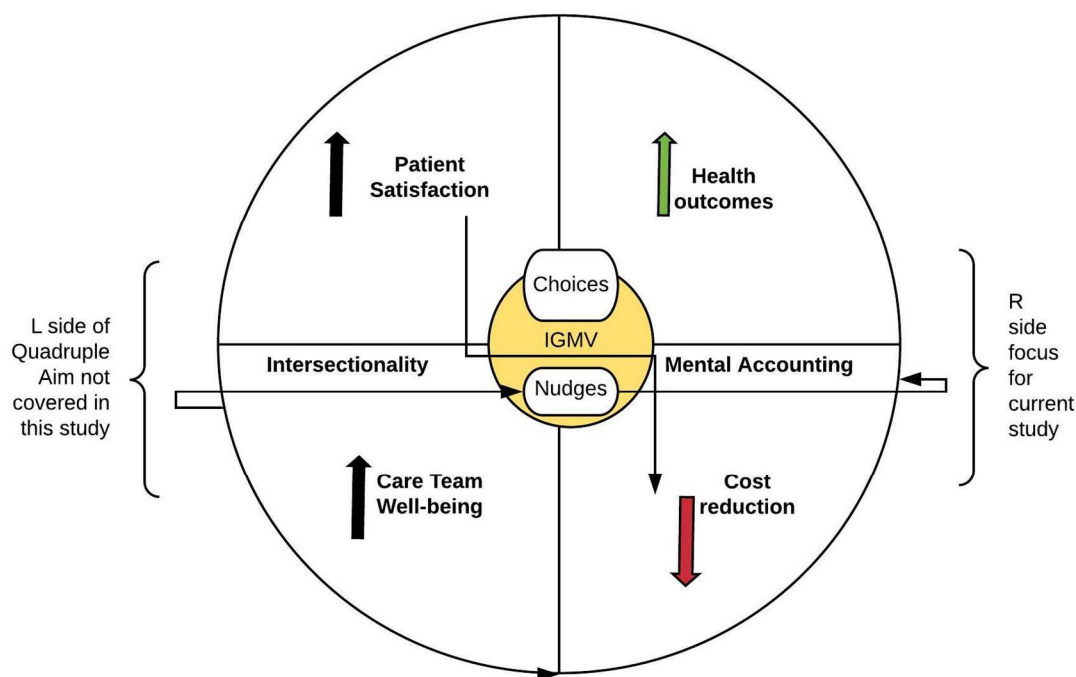 Patient
Satisfaction
Health
outcomes
Choices
IGMV
Intersectionality
Mental Accounting
Nudges
L side of
Quadruple
Aim not
covered in
this study
R
side
focus
for
current
study
Care Team
Well-being
Cost
reduction